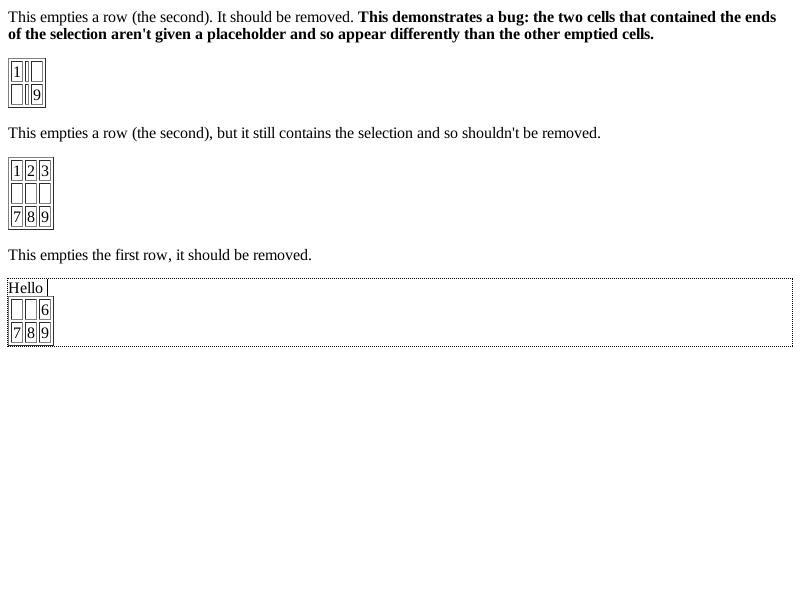 This empties a row (the second). It should be removed. This demonstrates a bug: the two cells that contained the ends
of the selection aren't given a placeholder and so appear differently than the other emptied cells.
1
9
This empties a row (the second), but it still contains the selection and so shouldn't be removed.
1 2 3
7 8 9
This empties the first row, it should be removed.
Hello
6
7 8 9